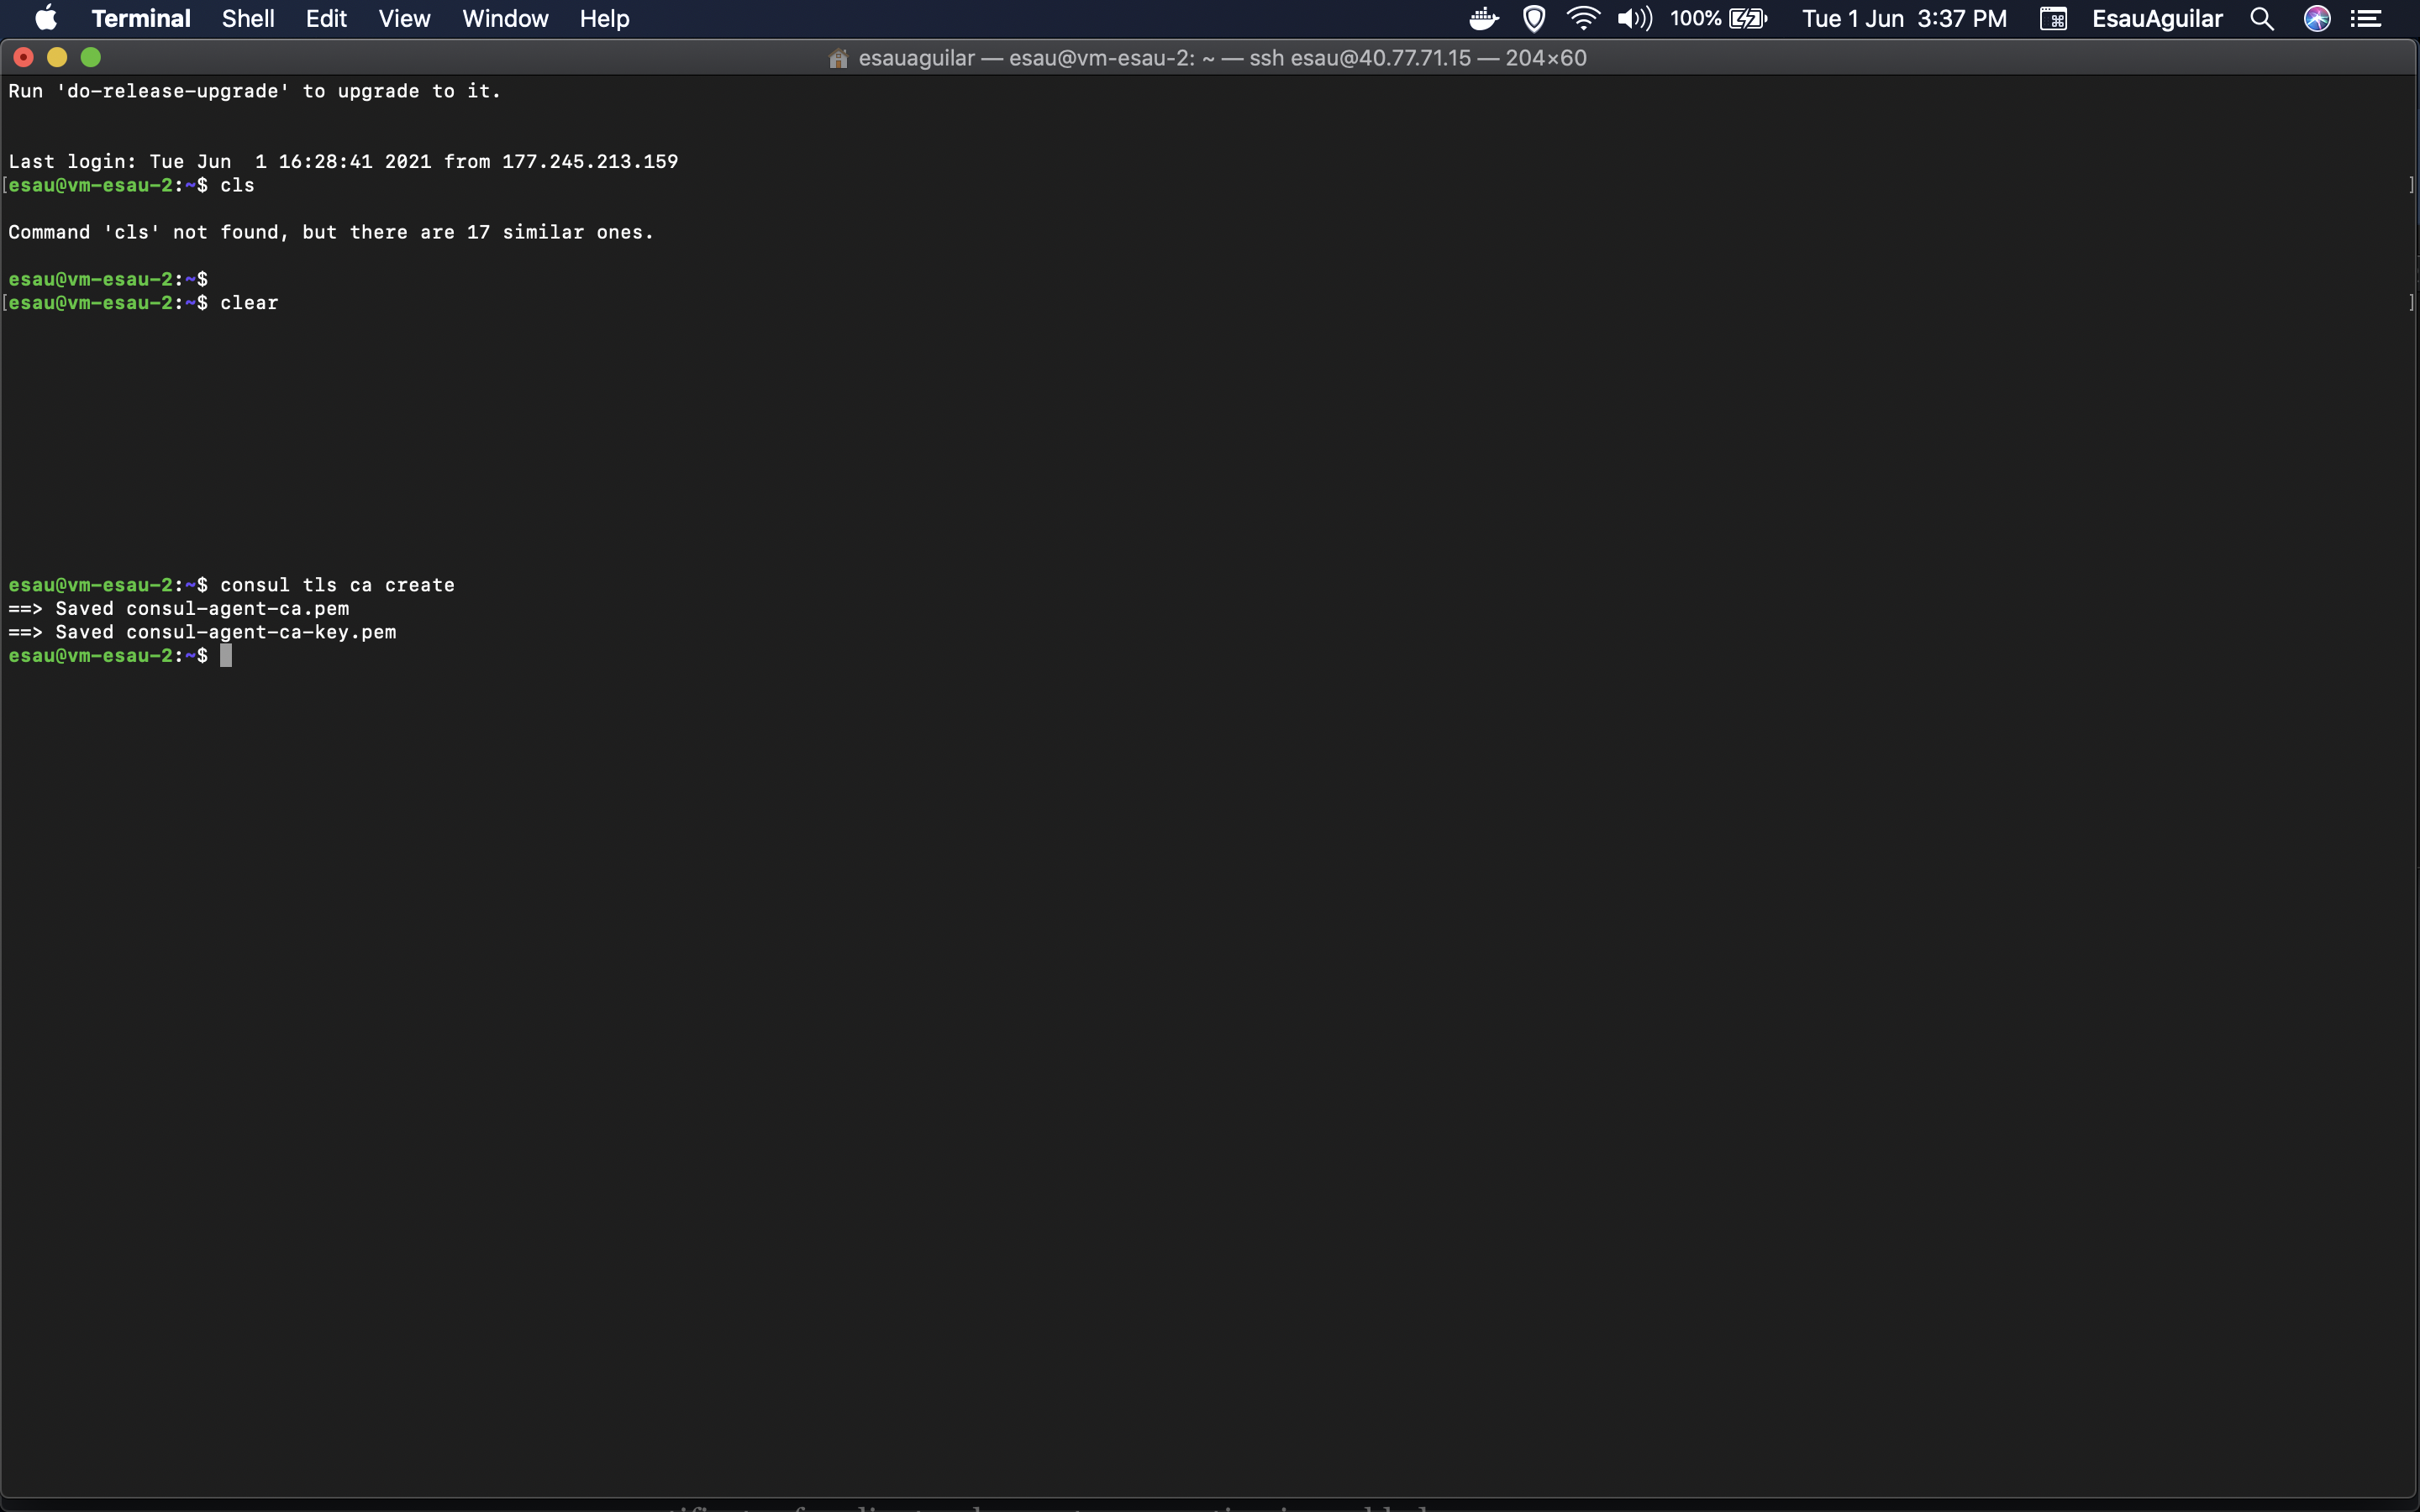 Terminal Shell Edit View Window Help 100% Tue 1 Jun 3:37 PM EsauAguilar
esauaguilar — esau@vm-esau-2: ~ — ssh esau@40.77.71.15 — 204×60
Run 'do-release-upgrade' to upgrade to it.
Last login: Tue Jun  1 16:28:41 2021 from 177.245.213.159
[esau@vm-esau-2:~$ cls ]
Command 'cls' not found, but there are 17 similar ones.
esau@vm-esau-2:~$
[esau@vm-esau-2:~$ clear ]
esau@vm-esau-2:~$ consul tls ca create
==> Saved consul-agent-ca.pem
==> Saved consul-agent-ca-key.pem
esau@vm-esau-2:~$